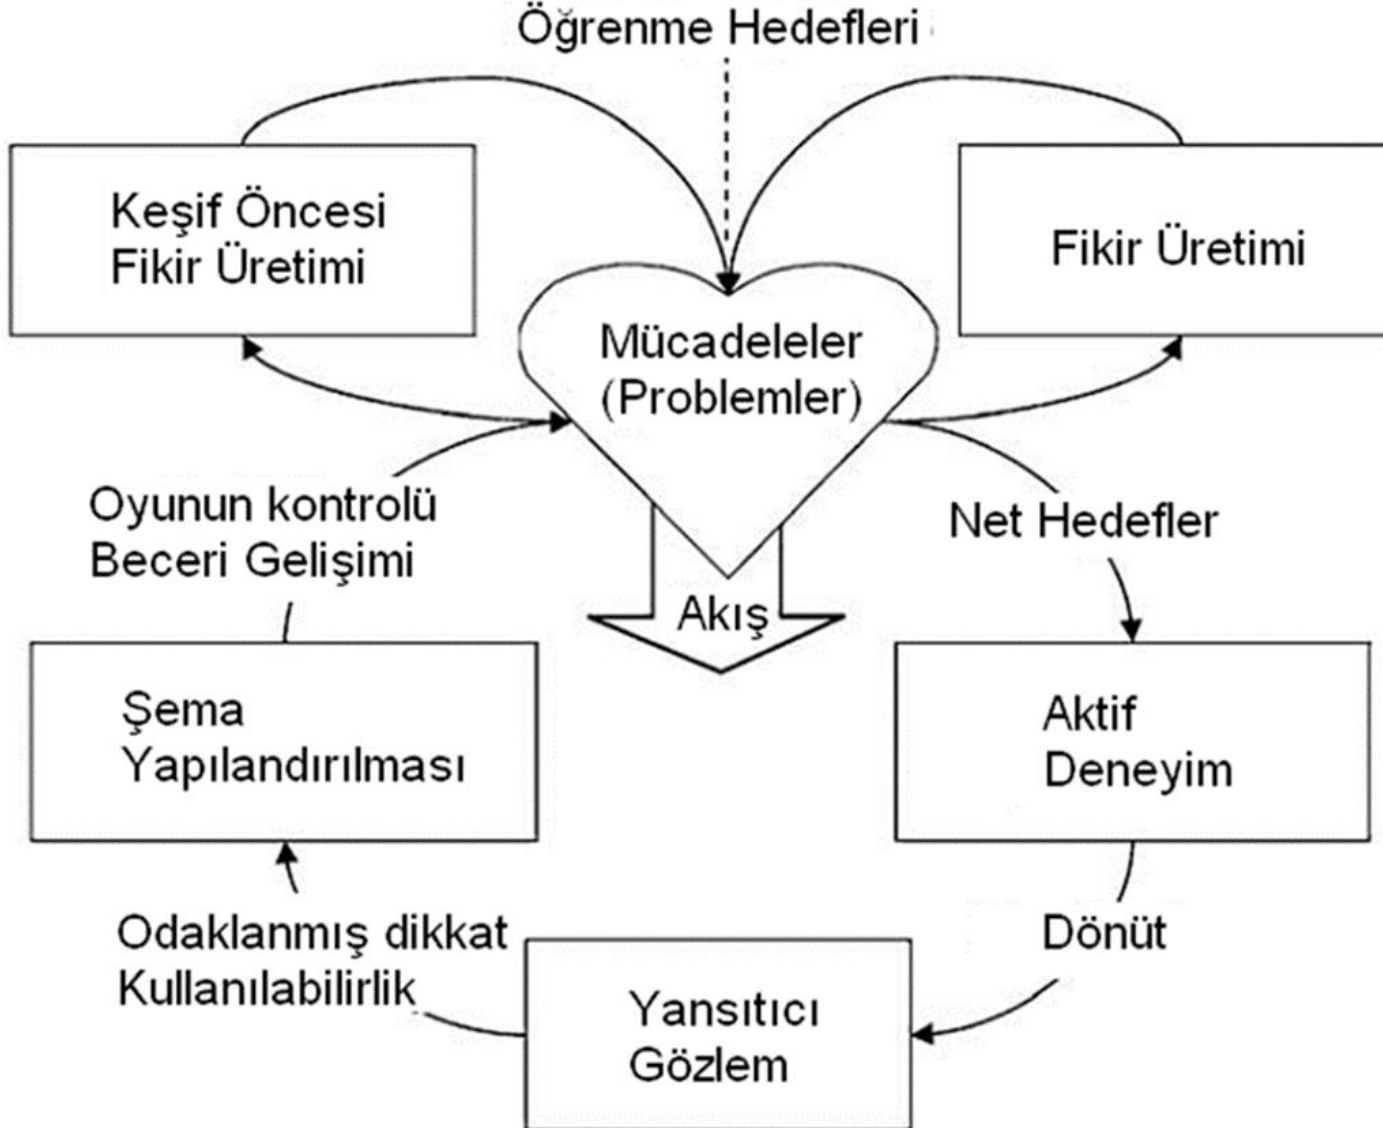 Öğrenme Hedefleri
Keşif Öncesi
Fikir Üretimi
Fikir Üretimi
Mücadeleler
(Problemler)
Oyunun kontrolü
Beceri Gelişimi
Net Hedefler
Akış
Şema
Yapılandırılması
Aktif
Deneyim
Odaklanmış dikkat
Kullanılabilirlik
Dönüt
Yansıtıcı
Gözlem